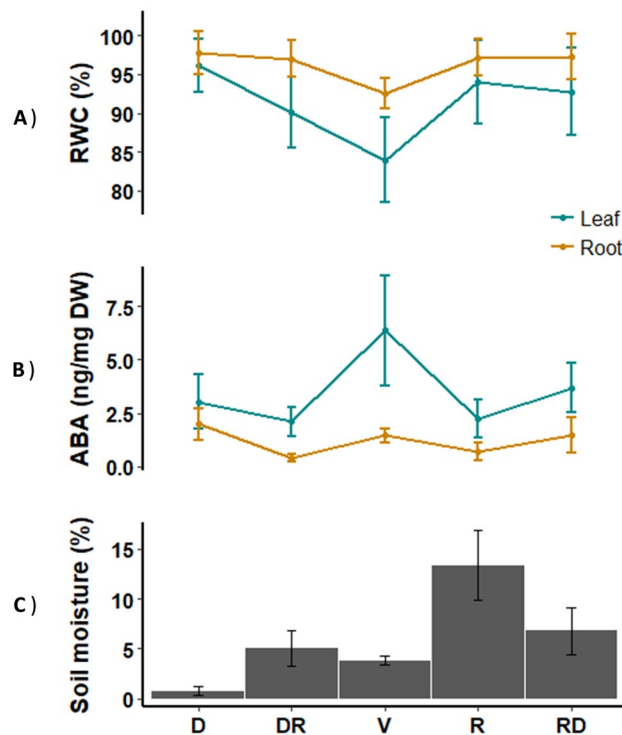 A)
RWC (%)
100
95
90
85
80
Leaf
Root
B)
ABA (ng/mg DW)
7.5
5.0
2.5
0.0
C)
Soil moisture (%)
15
10
5
0
D DR V R RD